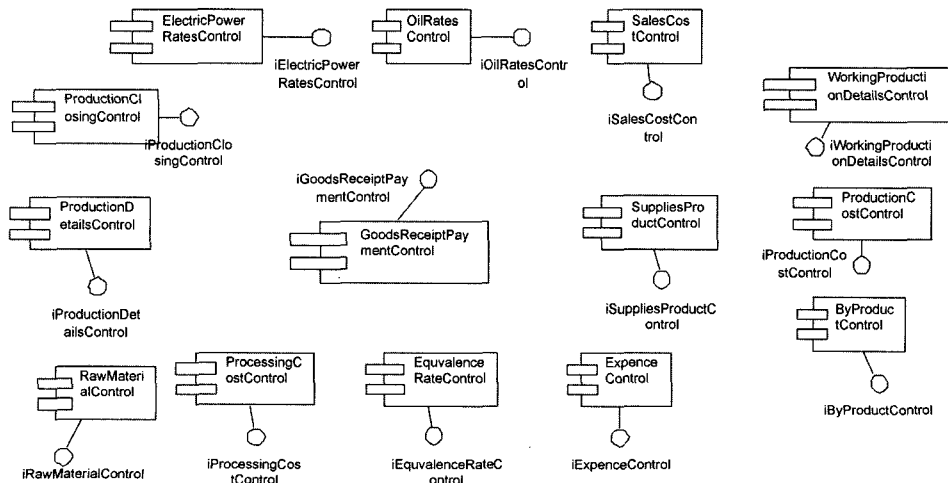 ElectricPower
RatesControl
iElectricPower
RatesControl
OilRates
Control
iOilRatesContr
ol
SalesCos
tControl
iSalesCostCon
trol
WorkingProducti
onDetailsControl
iWorkingProducti
onDetailsControl
ProductionCl
osingControl
iProductionClo
singControl
iGoodsReceiptPay
mentControl
GoodsReceiptPay
mentControl
ProductionD
etailsControl
iProductionDet
ailsControl
SuppliesPro
ductControl
iSuppliesProductC
ontrol
ProductionC
ostControl
iProductionCo
stControl
ByProduc
tControl
iByProductControl
RawMateri
alControl
iRawMaterialControl
ProcessingC
ostControl
iProcessingCos
tControl
Equvalence
RateControl
iEquvalenceRateC
ontrol
Expence
Control
iExpenceControl